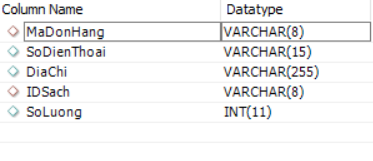 Column Name Datatype
MaDonHang VARCHAR(8)
SoDienThoai VARCHAR(15)
DiaChi VARCHAR(255)
IDSach VARCHAR(8)
SoLuong INT(11)